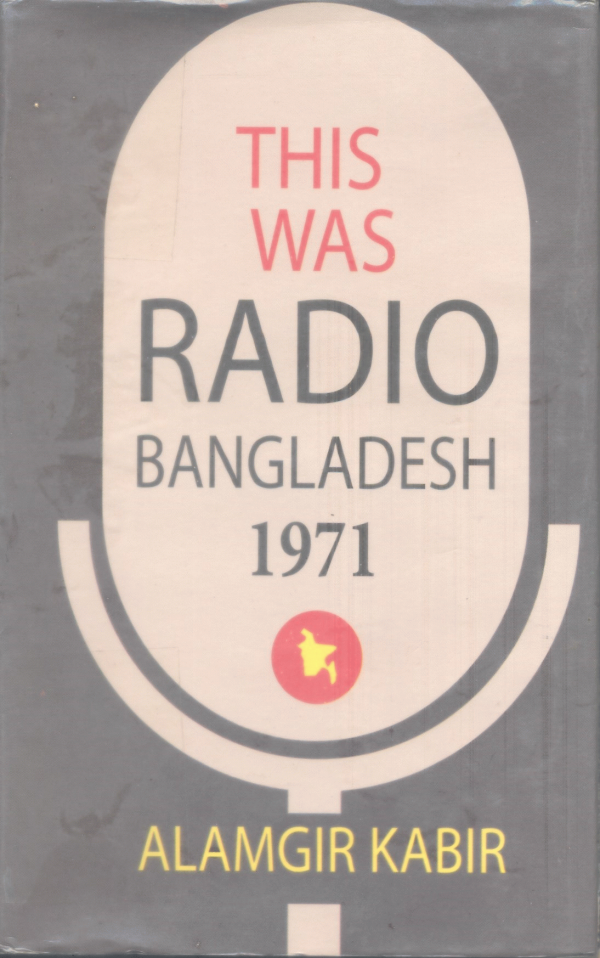 THIS
WAS
RADIO
BANGLADESH
1971
ALAMGIR KABIR